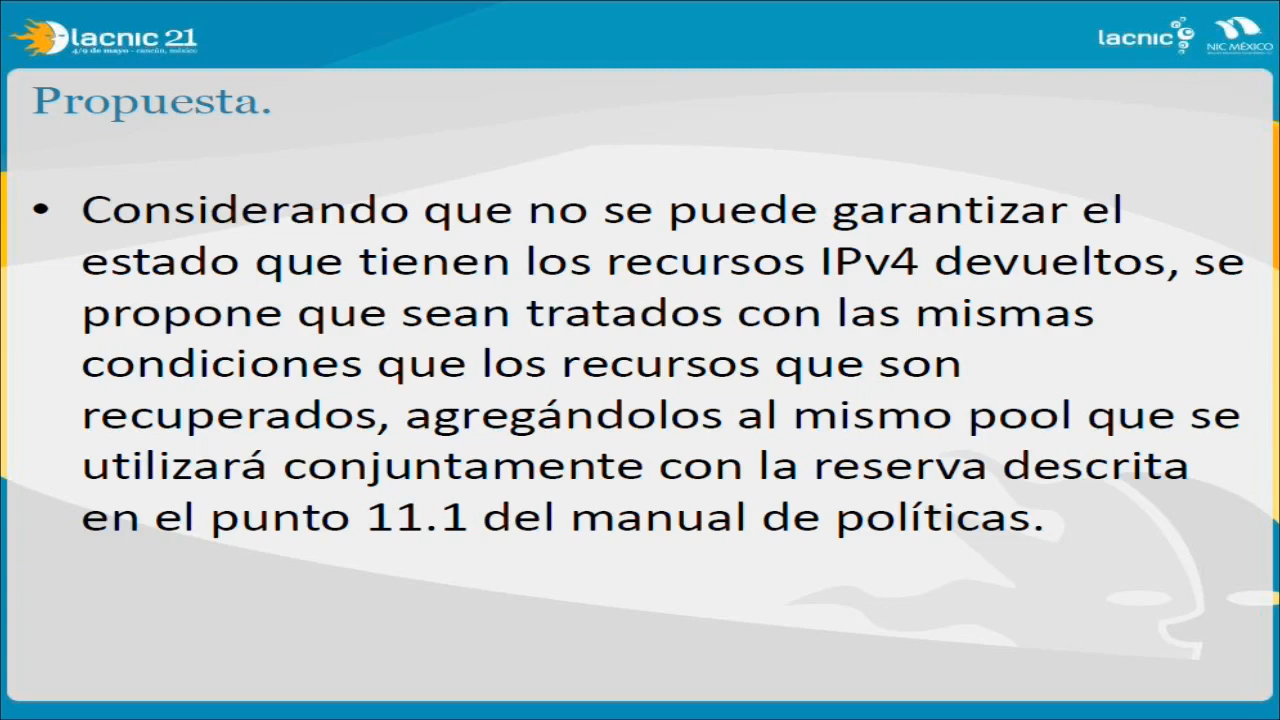 lacnic 21
4/9 de mayo - cancún, méxico
lacnic
NIC MÉXICO
Propuesta.
• Considerando que no se puede garantizar el
estado que tienen los recursos IPv4 devueltos, se
propone que sean tratados con las mismas
condiciones que los recursos que son
recuperados, agregándolos al mismo pool que se
utilizará conjuntamente con la reserva descrita
en el punto 11.1 del manual de políticas.